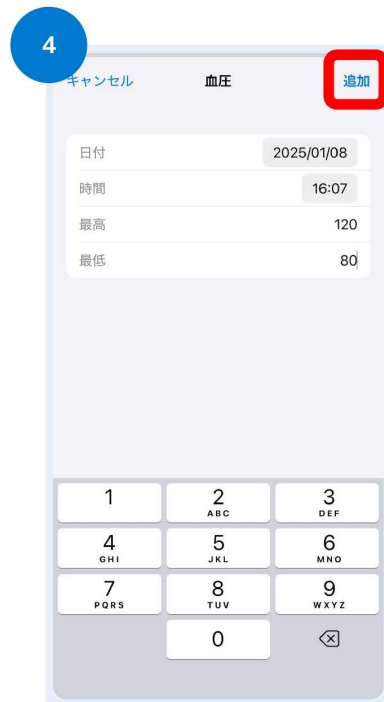 4
キャンセル 血圧 追加
日付 2025/01/08
時間 16:07
最高 120
最低 80
1 2 3
ABC DEF
4 5 6
GHI JKL MNO
7 8 9
PQRS TUV WXYZ
0